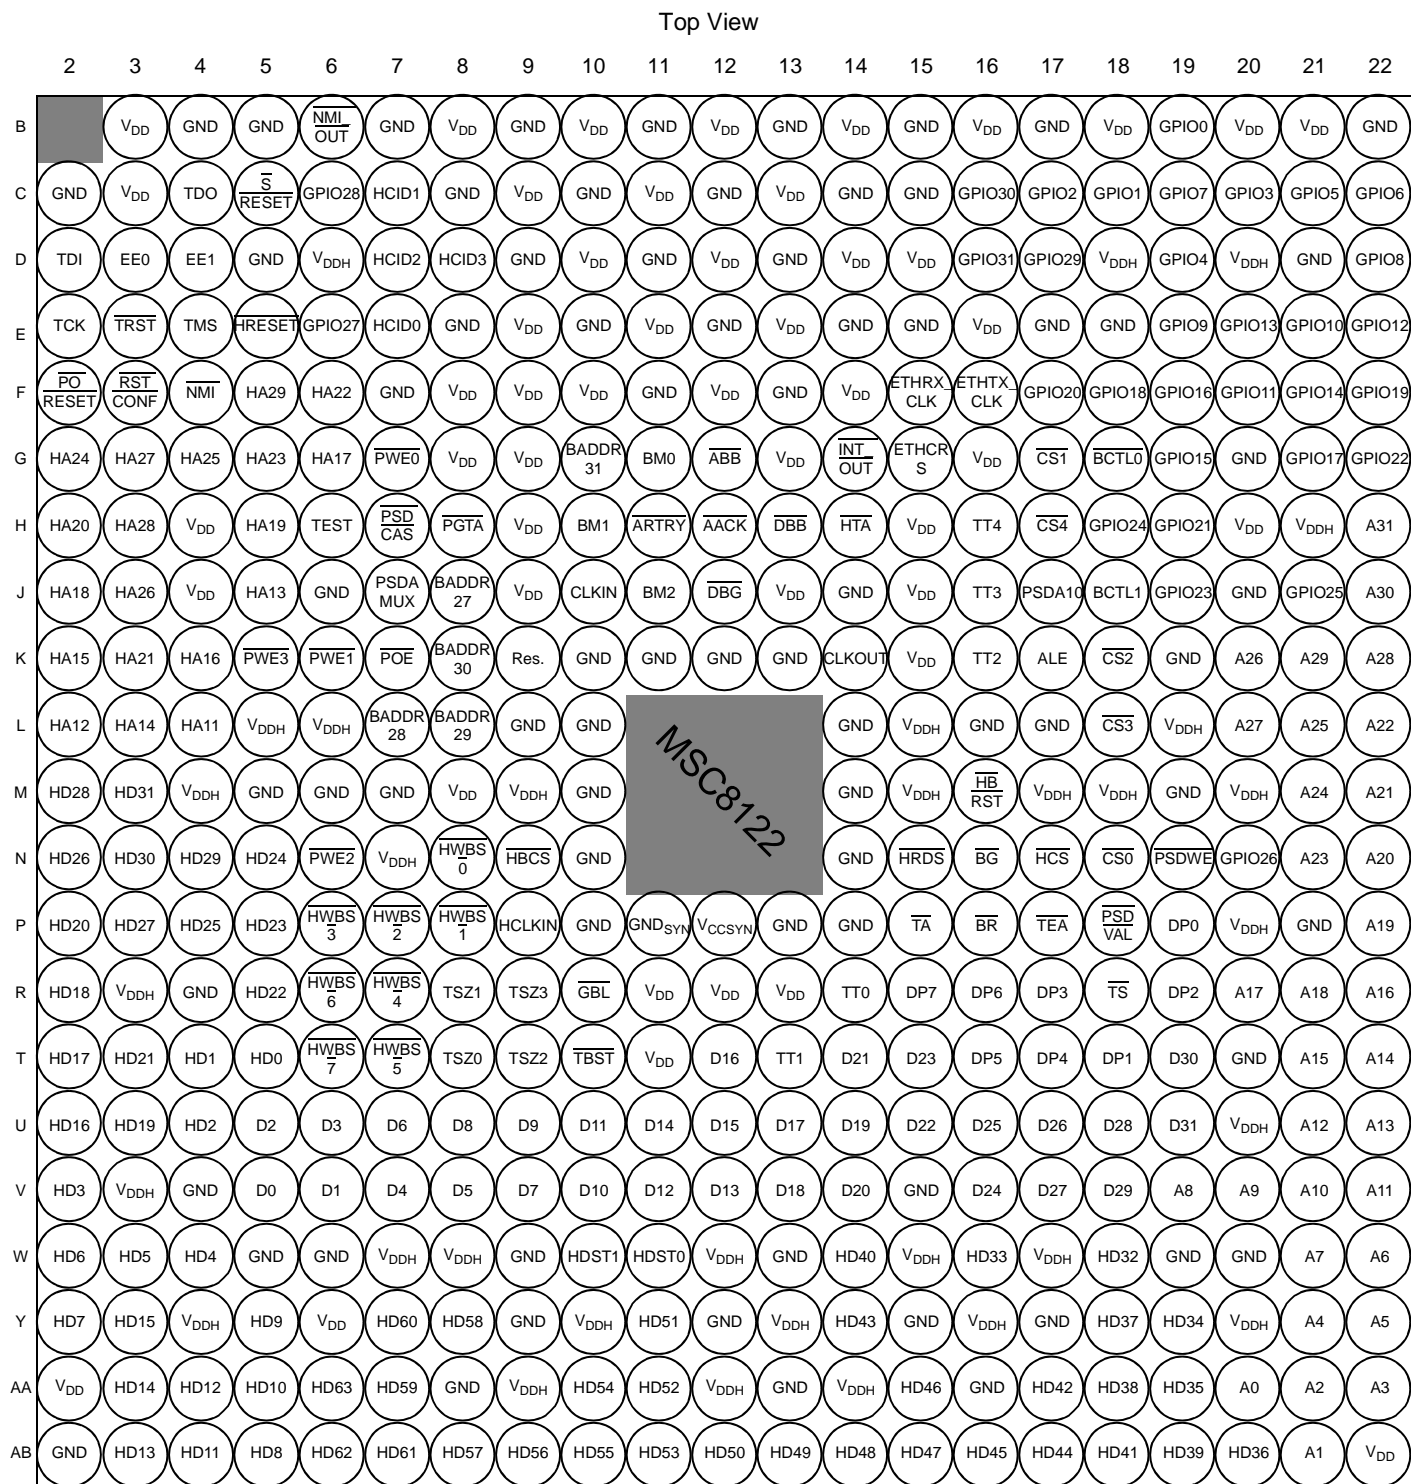 Top View
2 3 4 5 6 7 8 9 10 11 12 13 14 15 16 17 18 19 20 21 22
B VDD GND GND NMI_OUT GND VDD GND VDD GND VDD GND VDD GND VDD GND VDD GPIO0 VDD VDD GND
C GND VDD TDO S RESET GPIO28 HCID1 GND VDD GND VDD GND VDD GND GND GPIO30 GPIO2 GPIO1 GPIO7 GPIO3 GPIO5 GPIO6
D TDI EE0 EE1 GND VDDH HCID2 HCID3 GND VDD GND VDD GND VDD VDD GPIO31 GPIO29 VDDH GPIO4 VDDH GND GPIO8
E TCK TRST TMS HRESET GPIO27 HCID0 GND VDD GND VDD GND VDD GND GND VDD GND GND GPIO9 GPIO13 GPIO10 GPIO12
F PO RESET RST CONF NMI HA29 HA22 GND VDD VDD VDD GND VDD GND VDD ETHRX_CLK ETHTX_CLK GPIO20 GPIO18 GPIO16 GPIO11 GPIO14 GPIO19
G HA24 HA27 HA25 HA23 HA17 PWE0 VDD VDD BADDR 31 BM0 ABB VDD INT_OUT ETHCR S VDD CS1 BCTL0 GPIO15 GND GPIO17 GPIO22
H HA20 HA28 VDD HA19 TEST PSD CAS PGTA VDD BM1 ARTRY AACK DBB HTA VDD TT4 CS4 GPIO24 GPIO21 VDD VDDH A31
J HA18 HA26 VDD HA13 GND PSDA MUX BADDR 27 VDD CLKIN BM2 DBG VDD GND VDD TT3 PSDA10 BCTL1 GPIO23 GND GPIO25 A30
K HA15 HA21 HA16 PWE3 PWE1 POE BADDR 30 Res. GND GND GND GND CLKOUT VDD TT2 ALE CS2 GND A26 A29 A28
L HA12 HA14 HA11 VDDH VDDH BADDR 28 BADDR 29 GND GND GND VDDH GND GND CS3 VDDH A27 A25 A22
MSC8122
M HD28 HD31 VDDH GND GND GND VDD VDDH GND GND VDDH HB RST VDDH VDDH GND VDDH A24 A21
N HD26 HD30 HD29 HD24 PWE2 VDDH HWBS 0 HBCS GND GND HRDS BG HCS CS0 PSDWE GPIO26 A23 A20
P HD20 HD27 HD25 HD23 HWBS 3 HWBS 2 HWBS 1 HCLKIN GND GNDSYN VCCSYN GND GND TA BR TEA PSD VAL DP0 VDDH GND A19
R HD18 VDDH GND HD22 HWBS 6 HWBS 4 TSZ1 TSZ3 GBL VDD VDD VDD TT0 DP7 DP6 DP3 TS DP2 A17 A18 A16
T HD17 HD21 HD1 HD0 HWBS 7 HWBS 5 TSZ0 TSZ2 TBST VDD D16 TT1 D21 D23 DP5 DP4 DP1 D30 GND A15 A14
U HD16 HD19 HD2 D2 D3 D6 D8 D9 D11 D14 D15 D17 D19 D22 D25 D26 D28 D31 VDDH A12 A13
V HD3 VDDH GND D0 D1 D4 D5 D7 D10 D12 D13 D18 D20 GND D24 D27 D29 A8 A9 A10 A11
W HD6 HD5 HD4 GND GND VDDH VDDH GND HDST1 HDST0 VDDH GND HD40 VDDH HD33 VDDH HD32 GND GND A7 A6
Y HD7 HD15 VDDH HD9 VDD HD60 HD58 GND VDDH HD51 GND VDDH HD43 GND VDDH GND HD37 HD34 VDDH A4 A5
AA VDD HD14 HD12 HD10 HD63 HD59 GND VDDH HD54 HD52 VDDH GND VDDH HD46 GND HD42 HD38 HD35 A0 A2 A3
AB GND HD13 HD11 HD8 HD62 HD61 HD57 HD56 HD55 HD53 HD50 HD49 HD48 HD47 HD45 HD44 HD41 HD39 HD36 A1 VDD